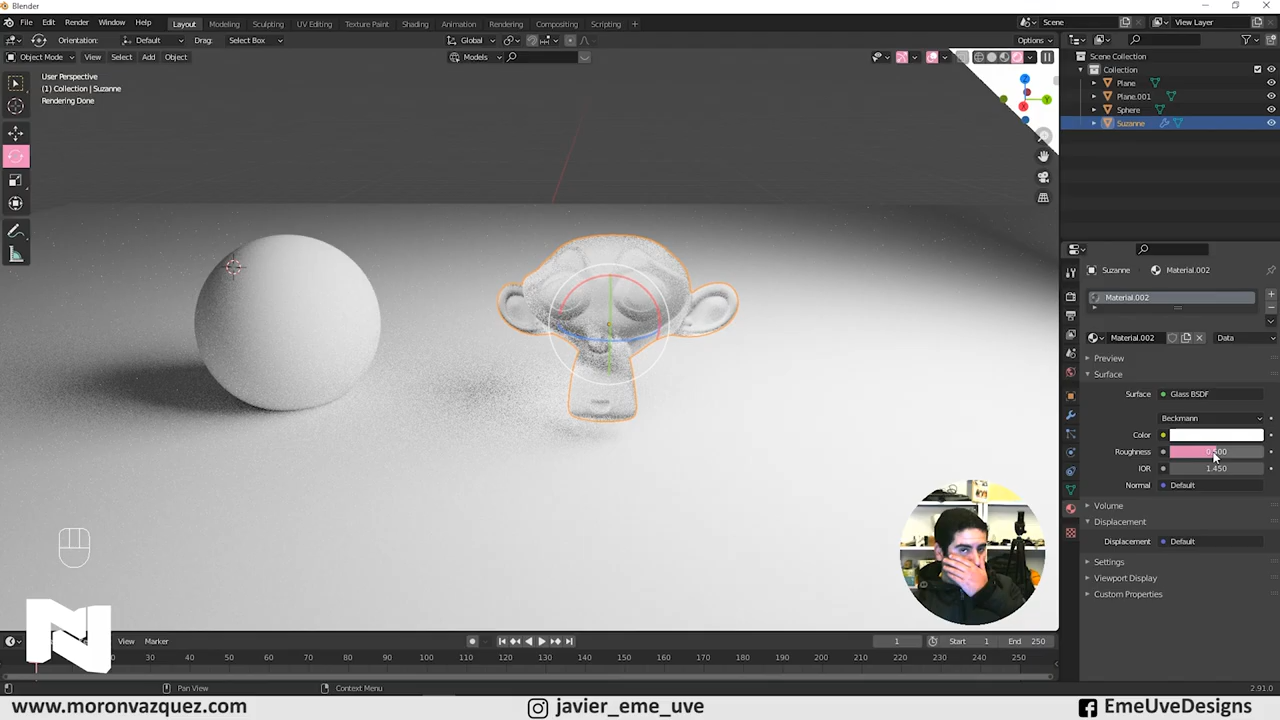 Blender
File Edit Render Window Help Layout Modeling Sculpting UV Editing Texture Paint Shading Animation Rendering Compositing Scripting + Scene View Layer
Orientation: Default Drag: Select Box Global Options
Object Mode View Select Add Object Models
User Perspective
(1) Collection | Suzanne
Rendering Done
Scene Collection
Collection
Plane
Plane.001
Sphere
Suzanne
Suzanne Material.002
Material.002
Material.002 Data
Preview
Surface
Surface Glass BSDF
Beckmann
Color
Roughness 0.500
IOR 1.450
Normal Default
Volume
Displacement
Displacement Default
Settings
Viewport Display
Custom Properties
View Marker 1 Start 1 End 250
20 30 40 50 60 70 80 90 100 110 120 130 140 150 160 170 180 190 200 210 220 230 240 250
Pan View Context Menu 2.91.0
www.moronvazquez.com javier_eme_uve EmeUveDesigns